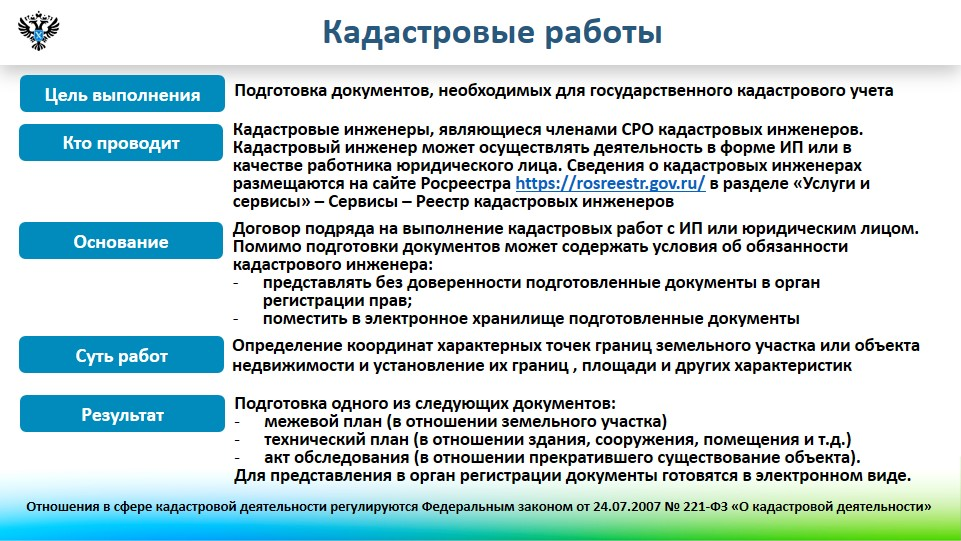 Кадастровые работы
Цель выполнения
Подготовка документов, необходимых для государственного кадастрового учета
Кто проводит
Кадастровые инженеры, являющиеся членами СРО кадастровых инженеров.
Кадастровый инженер может осуществлять деятельность в форме ИП или в
качестве работника юридического лица. Сведения о кадастровых инженерах
размещаются на сайте Росреестра https://rosreestr.gov.ru/ в разделе «Услуги и
сервисы» – Сервисы – Реестр кадастровых инженеров
Основание
Договор подряда на выполнение кадастровых работ с ИП или юридическим лицом.
Помимо подготовки документов может содержать условия об обязанности
кадастрового инженера:
- представлять без доверенности подготовленные документы в орган
регистрации прав;
- поместить в электронное хранилище подготовленные документы
Суть работ
Определение координат характерных точек границ земельного участка или объекта
недвижимости и установление их границ , площади и других характеристик
Результат
Подготовка одного из следующих документов:
- межевой план (в отношении земельного участка)
- технический план (в отношении здания, сооружения, помещения и т.д.)
- акт обследования (в отношении прекратившего существование объекта).
Для представления в орган регистрации документы готовятся в электронном виде.
Отношения в сфере кадастровой деятельности регулируются Федеральным законом от 24.07.2007 № 221-ФЗ «О кадастровой деятельности»